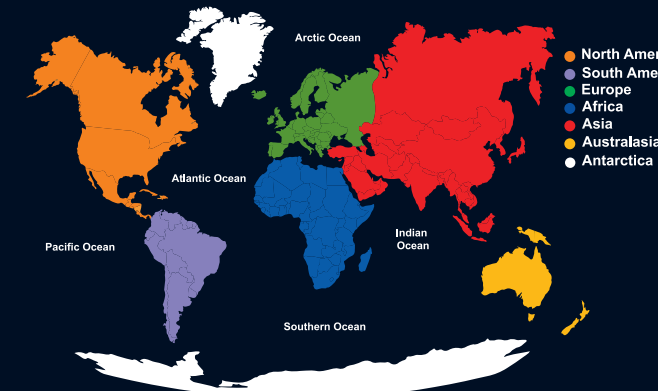 Arctic Ocean
North Amer
South Ame
Europe
Africa
Asia
Australasia
Antarctica
Atlantic Ocean
Pacific Ocean
Indian
Ocean
Southern Ocean